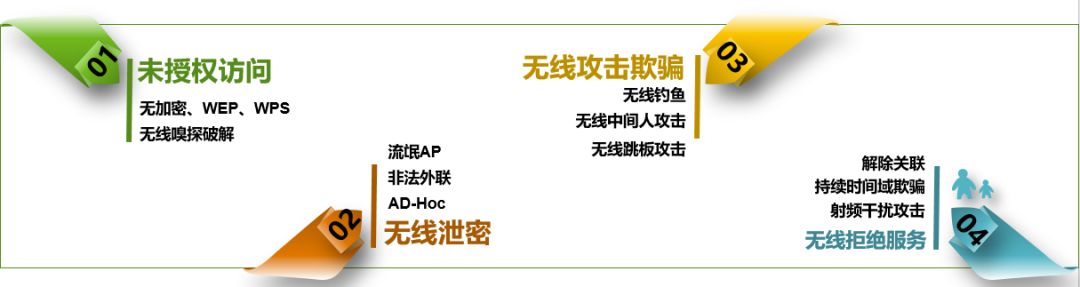 01
未授权访问
无加密、WEP、WPS
无线嗅探破解
02
流氓AP
非法外联
AD-Hoc
无线泄密
03
无线攻击欺骗
无线钓鱼
无线中间人攻击
无线跳板攻击
04
解除关联
持续时间域欺骗
射频干扰攻击
无线拒绝服务